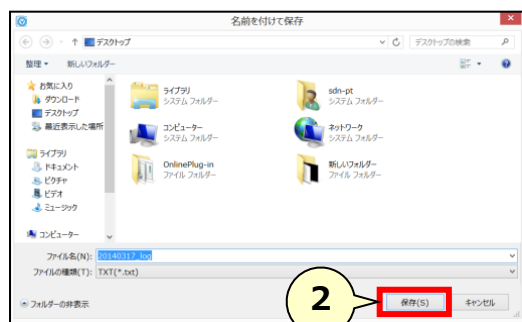 名前を付けて保存
デスクトップ
デスクトップの検索
整理 新しいフォルダー
お気に入り
ダウンロード
デスクトップ
最近表示した場所
ライブラリ
ドキュメント
ピクチャ
ビデオ
ミュージック
コンピューター
ライブラリ
システム フォルダー
sdn-pt
システム フォルダー
コンピューター
システム フォルダー
ネットワーク
システム フォルダー
OnlinePlug-in
ファイル フォルダー
新しいフォルダー
ファイル フォルダー
ファイル名(N): 20140317_log
ファイルの種類(T): TXT(*.txt)
フォルダーの非表示
2
保存(S)
キャンセル